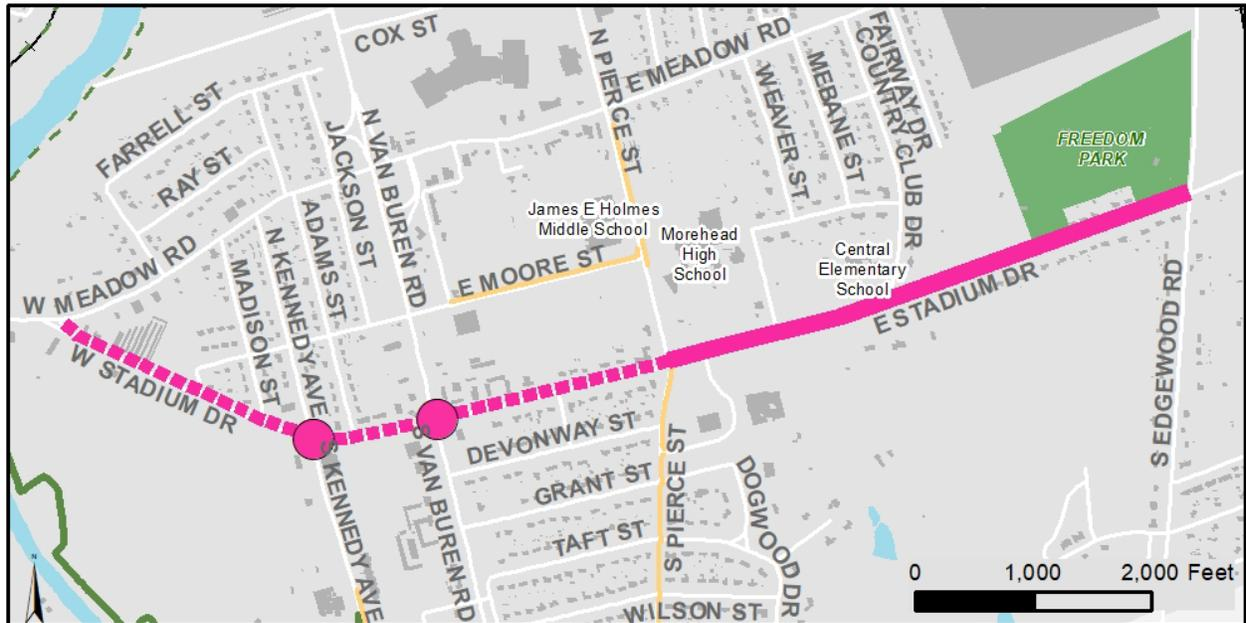 COX ST
N PIERCE ST
E MEADOW RD
FAIRWAY DR
COUNTRY CLUB DR
MEBANE ST
WEAVER ST
FARRELL ST
RAY ST
JACKSON ST
N VAN BUREN RD
FREEDOM
PARK
James E Holmes
Middle School
Morehead
High
School
Central
Elementary
School
W MEADOW RD
ADAMS ST
N KENNEDY AVE
MADISON ST
E MOORE ST
E STADIUM DR
S EDGEWOOD RD
W STADIUM DR
S KENNEDY AVE
S VAN BUREN RD
DEVONWAY ST
GRANT ST
TAFT ST
WILSON ST
S PIERCE ST
DOGWOOD DR
N
0 1,000 2,000 Feet